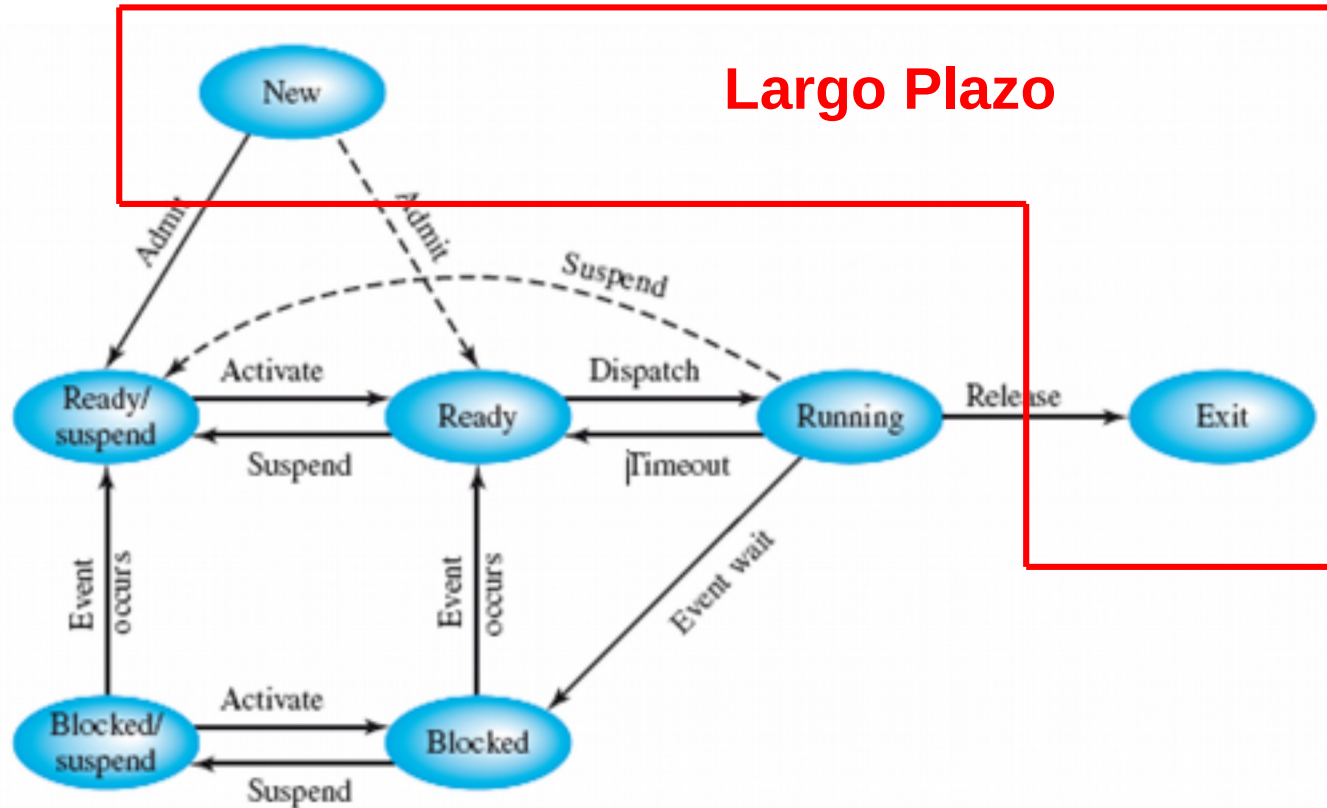 New
Largo Plazo
Admit
Admit
Suspend
Activate
Dispatch
Release
Ready/
suspend
Ready
Running
Exit
Suspend
Timeout
Event
occurs
Event
occurs
Event wait
Activate
Blocked/
suspend
Blocked
Suspend